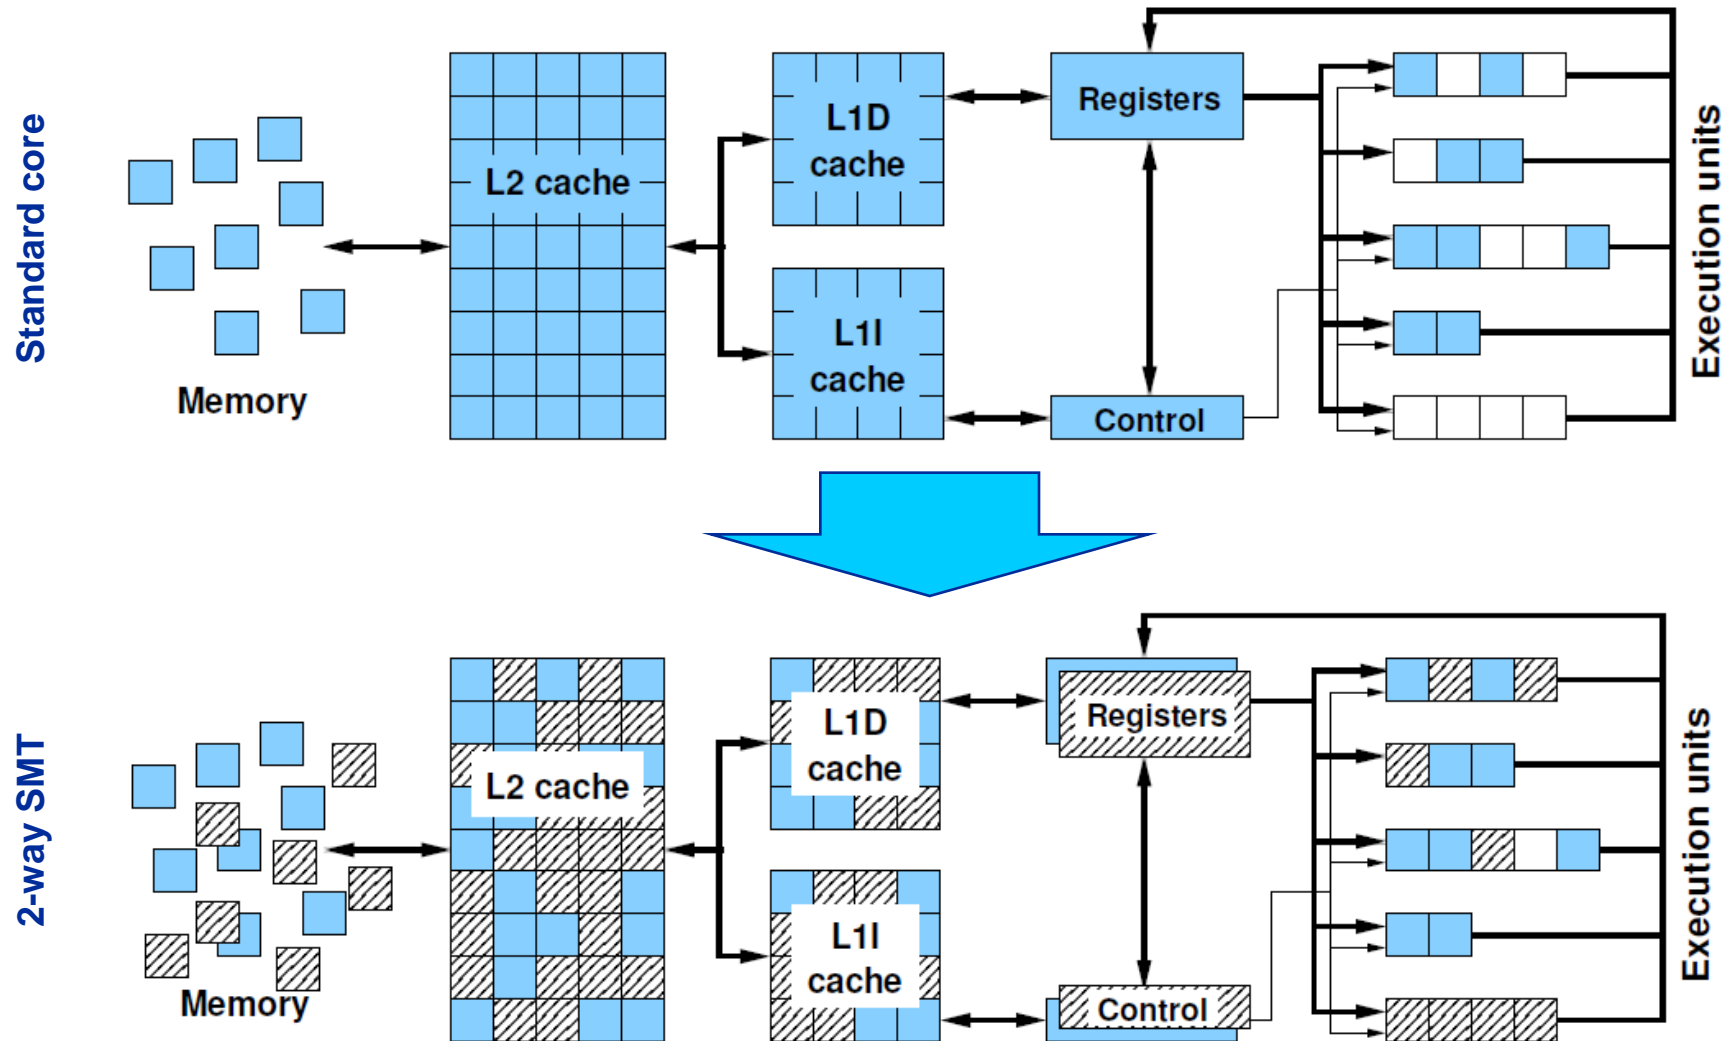 Standard core
Memory
L2 cache
L1D
cache
L1I
cache
Registers
Control
Execution units
2-way SMT
Memory
L2 cache
L1D
cache
L1I
cache
Registers
Control
Execution units